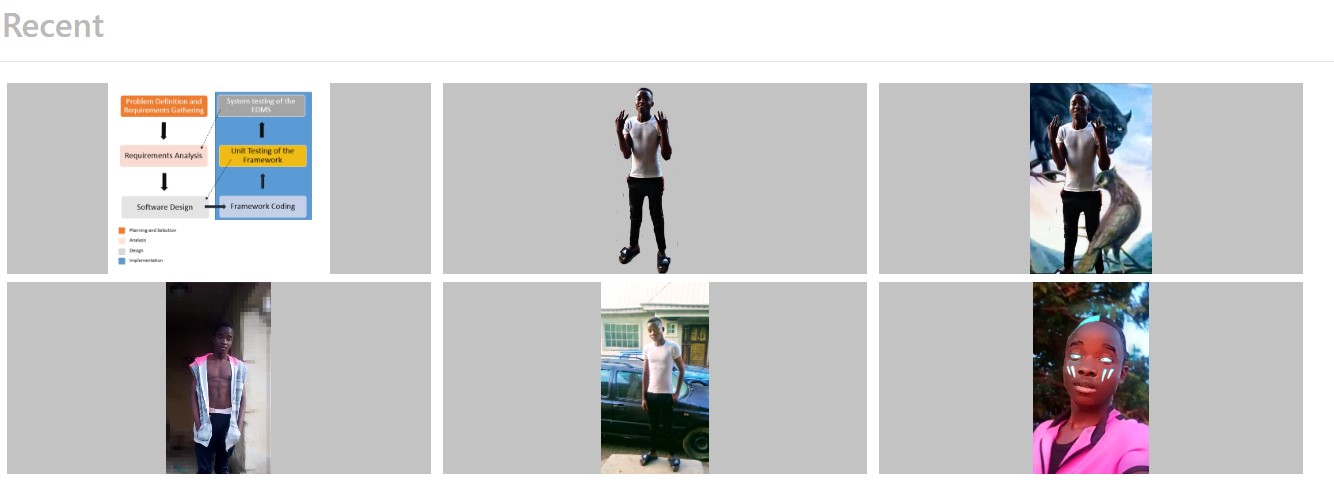 Recent
Problem Definition and
Requirements Gathering
System testing of the
EDMS
Requirements Analysis
Unit Testing of the
Framework
Software Design
Framework Coding
Planning and Selection
Analysis
Design
Implementation